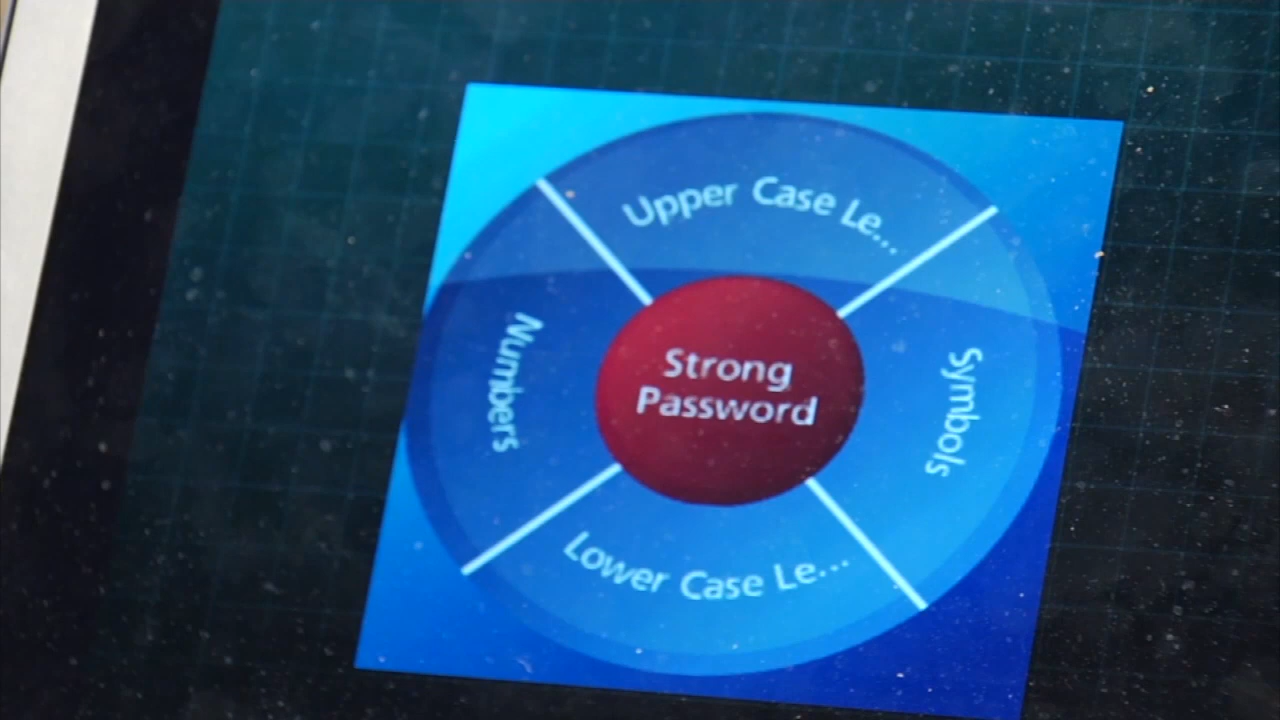 Upper Case Le...
Numbers
Strong
Password
Symbols
Lower Case Le...